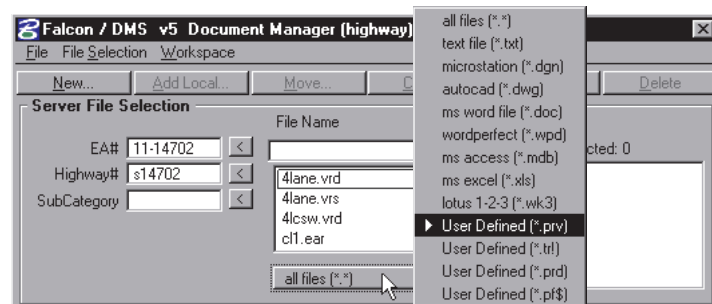 Falcon / DMS v5 Document Manager (highway)
File File Selection Workspace
New... Add Local... Move... Delete
Server File Selection
File Name
EA# 11-14702 <
cted: 0
Highway# s14702 <
SubCategory <
4lane.vrd
4lane.vrs
4lcsw.vrd
cl1.ear
all files (*.*)
all files (*.*)
text file (*.txt)
microstation (*.dgn)
autocad (*.dwg)
ms word file (*.doc)
wordperfect (*.wpd)
ms access (*.mdb)
ms excel (*.xls)
lotus 1-2-3 (*.wk3)
User Defined (*.prv)
User Defined (*.tr!)
User Defined (*.prd)
User Defined (*.pf$)